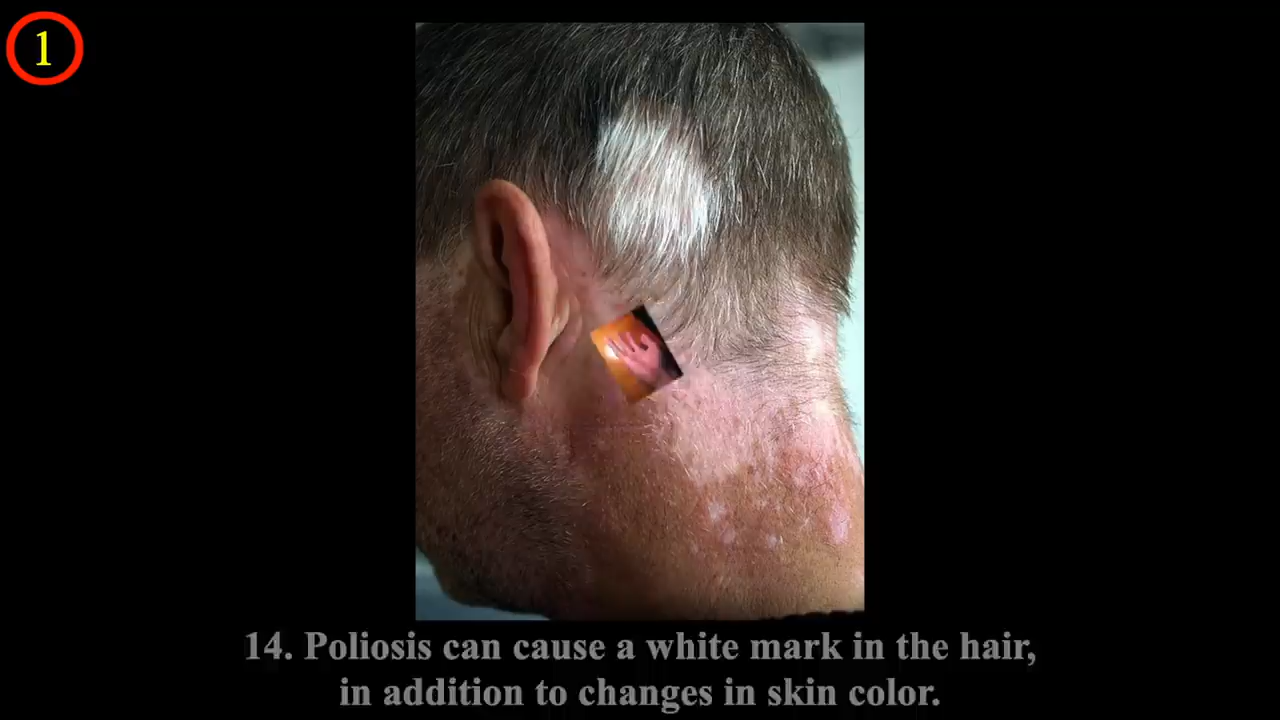 1
14. Poliosis can cause a white mark in the hair,
in addition to changes in skin color.